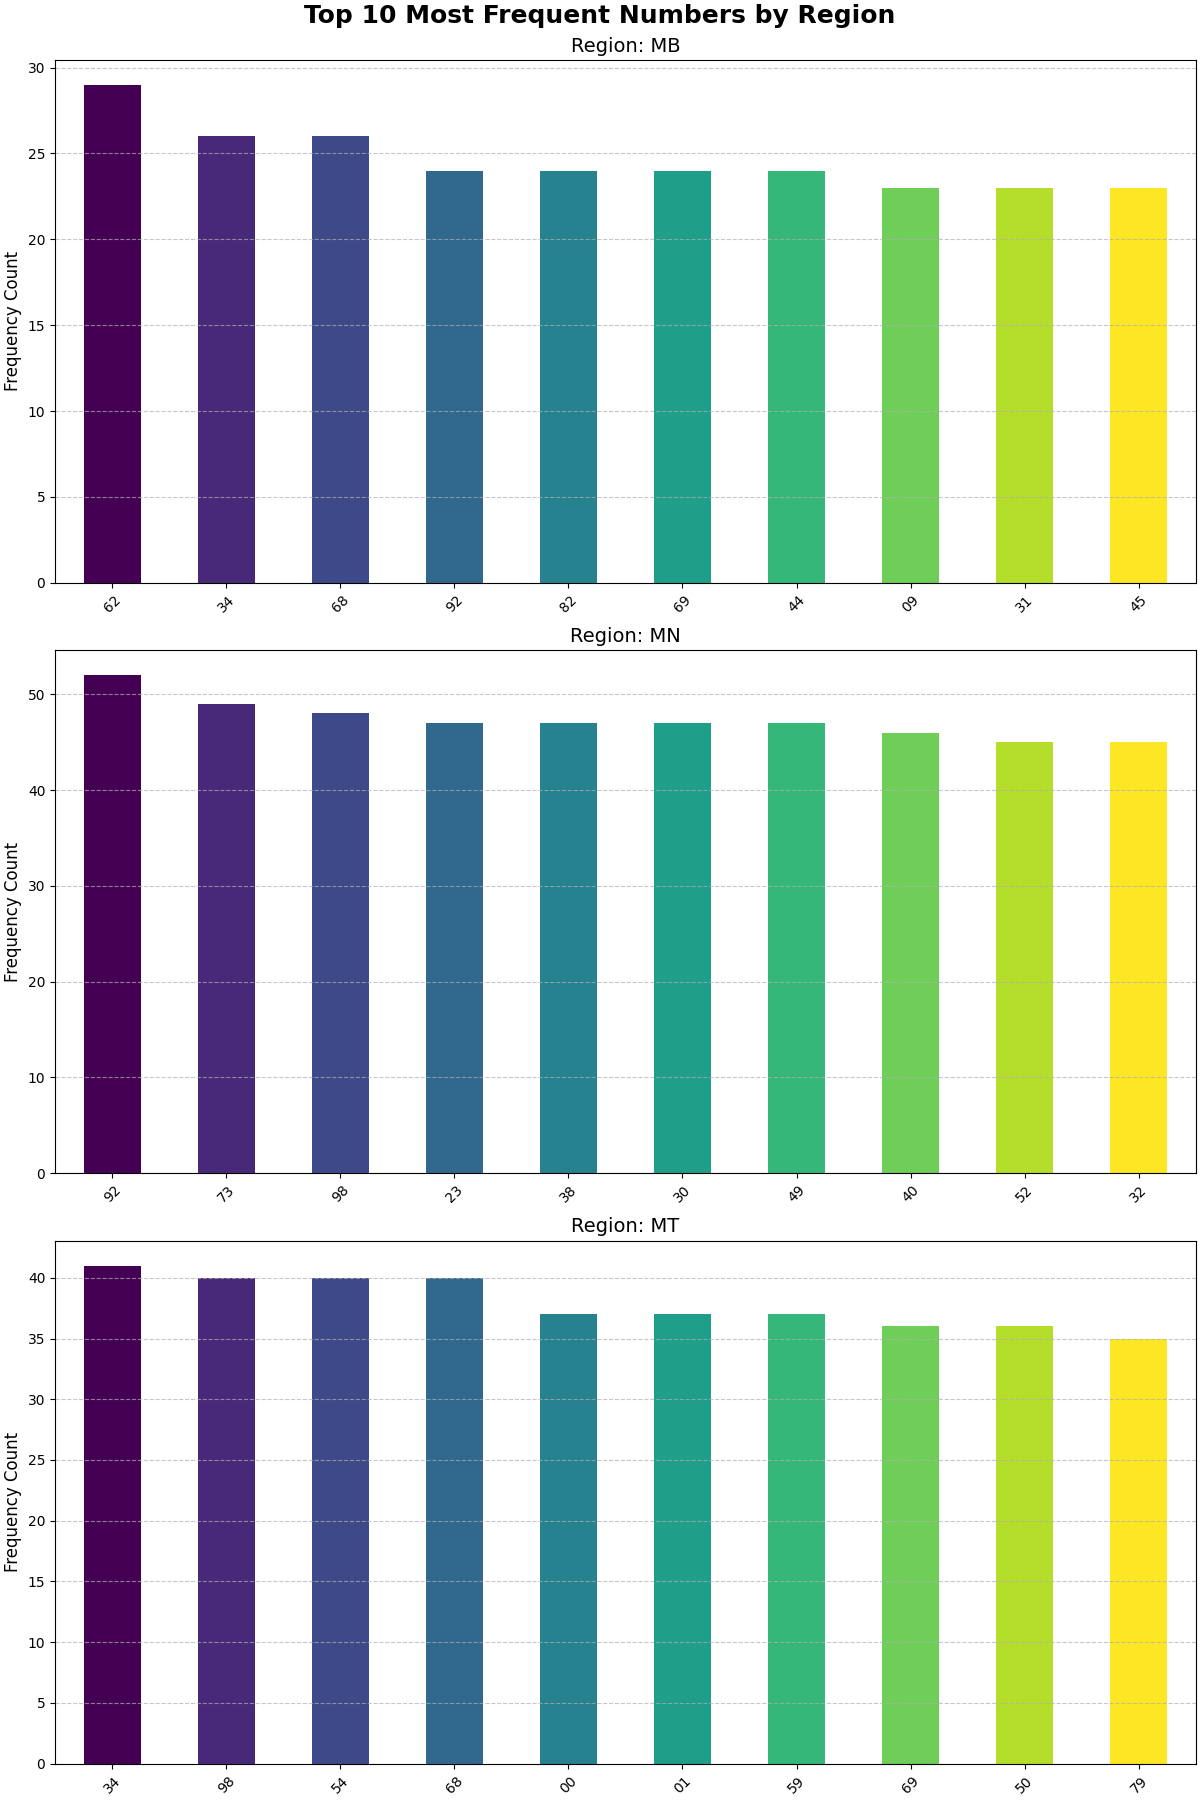 Top 10 Most Frequent Numbers by Region
Region: MB
Frequency Count
30
25
20
15
10
5
0
62 34 68 92 82 69 44 09 31 45
Region: MN
Frequency Count
50
40
30
20
10
0
92 73 98 23 38 30 49 40 52 32
Region: MT
Frequency Count
40
35
30
25
20
15
10
5
0
34 98 54 68 00 01 59 69 50 79